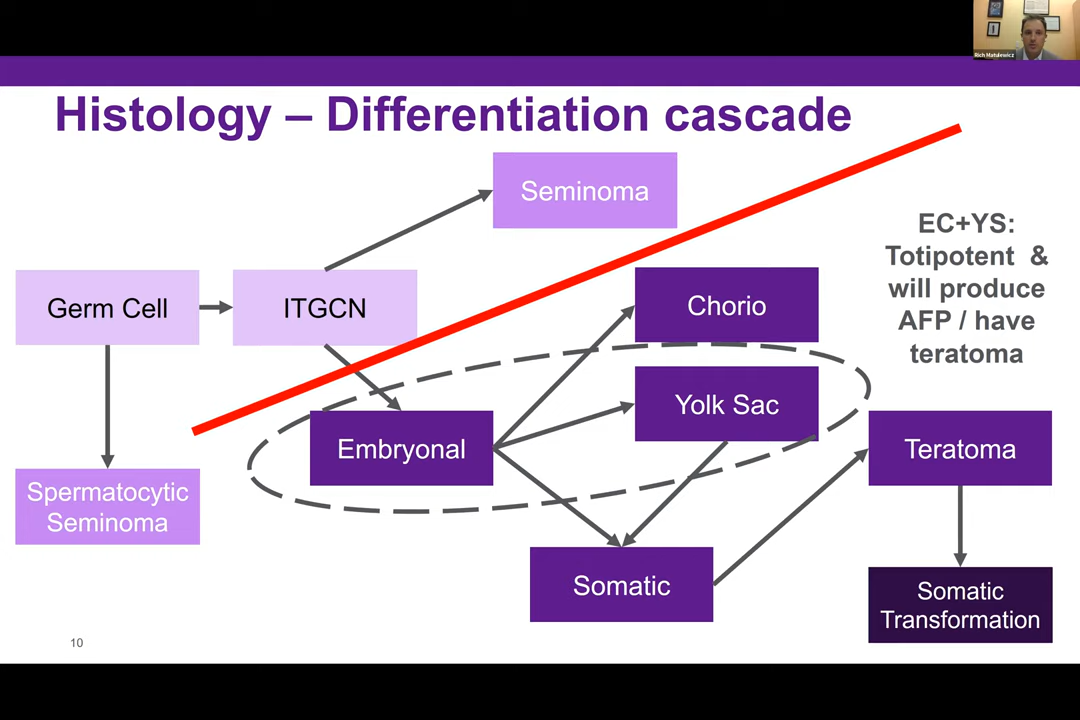 Rich Matulewicz
Histology – Differentiation cascade
Seminoma
EC+YS:
Totipotent &
will produce
AFP / have
teratoma
Germ Cell
ITGCN
Chorio
Yolk Sac
Embryonal
Teratoma
Spermatocytic
Seminoma
Somatic
Somatic
Transformation
10